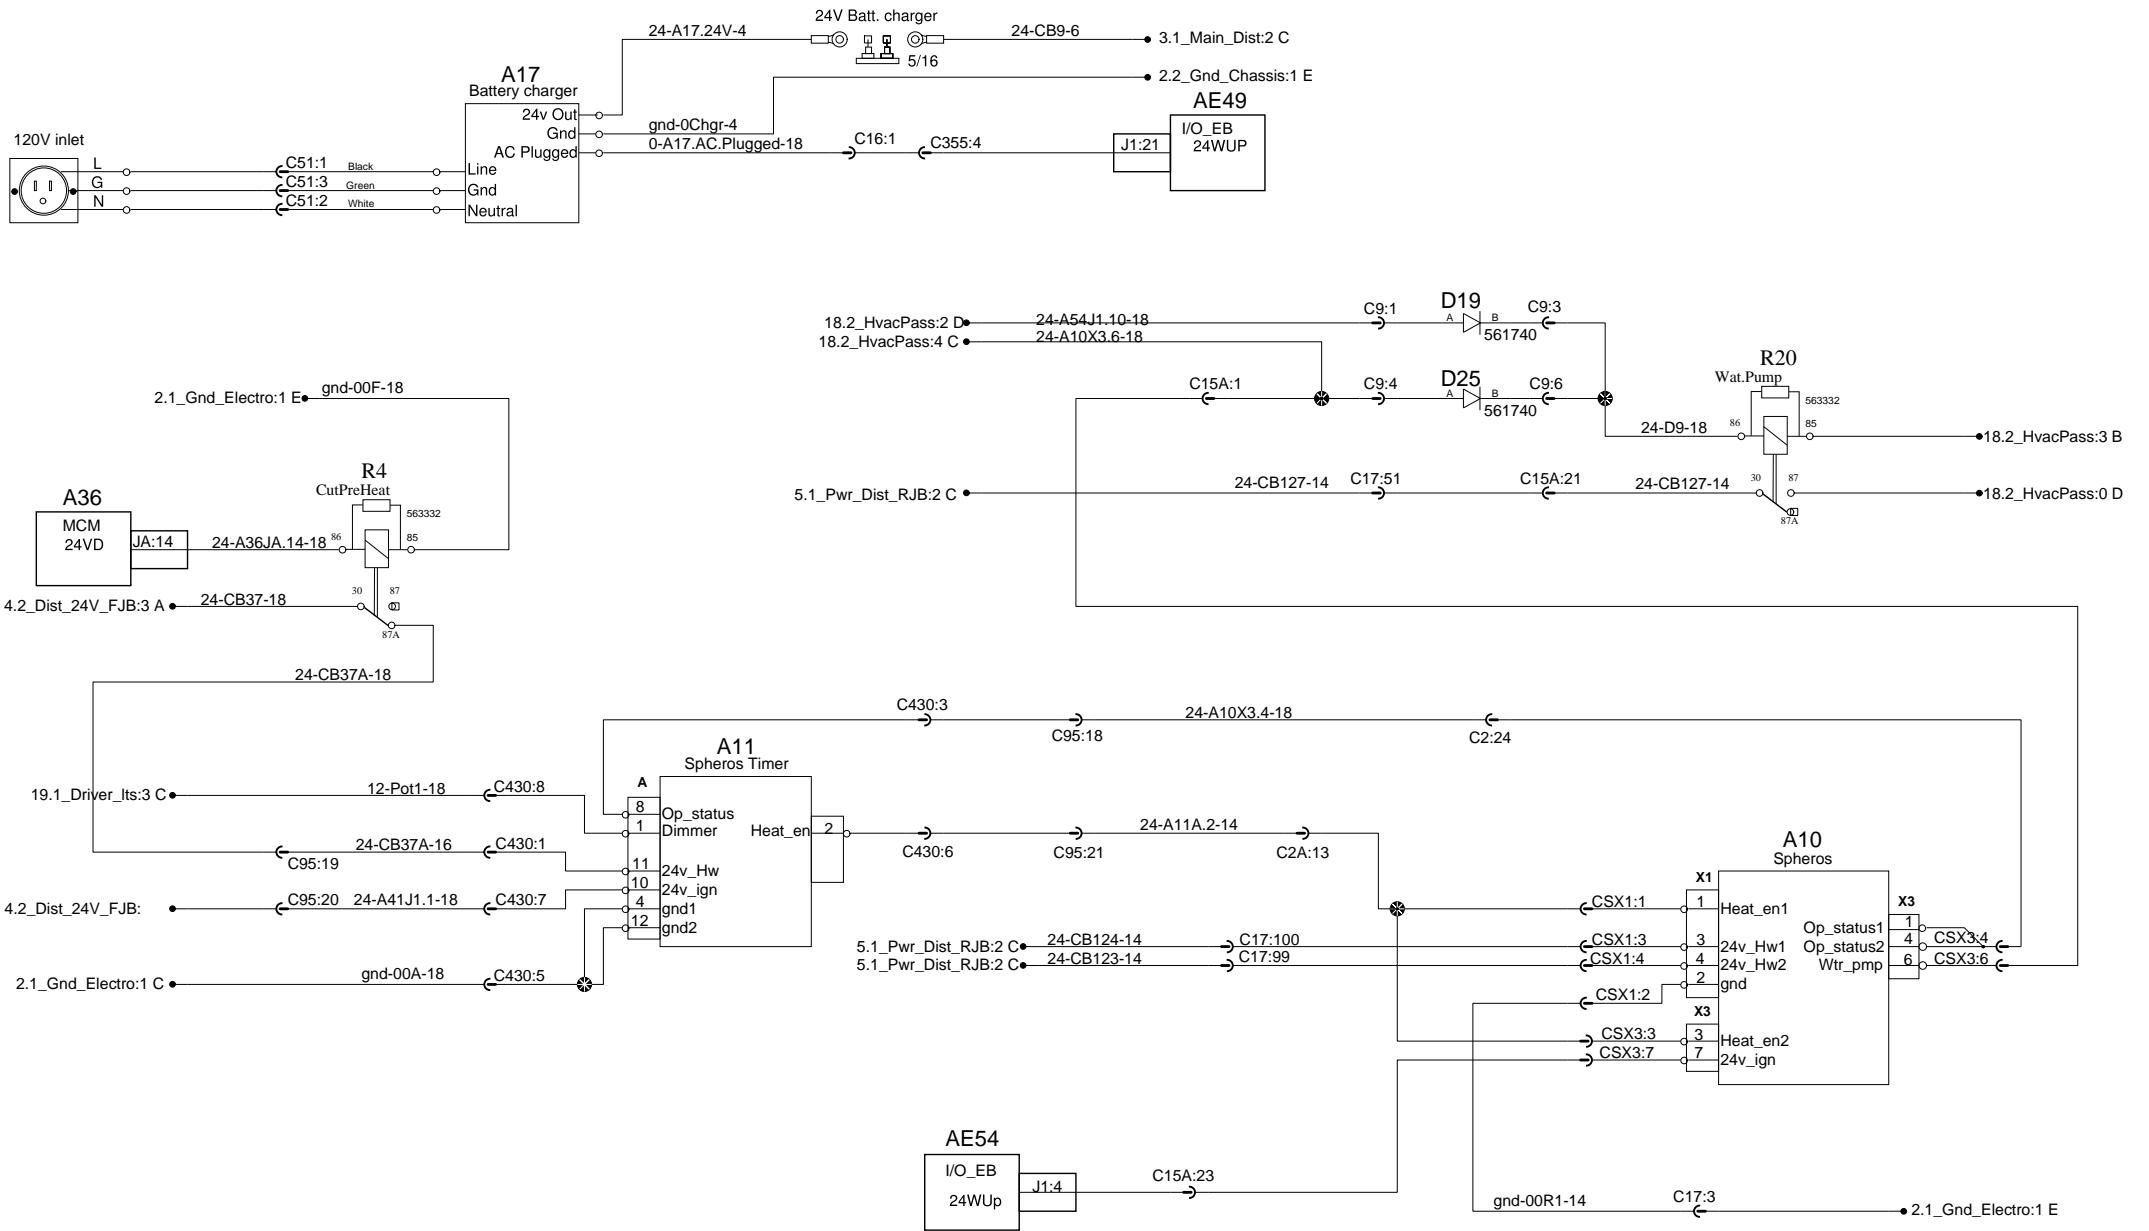 24V Batt. charger
24-A17.24V-4
24-CB9-6
3.1_Main_Dist:2 C
5/16
A17
Battery charger
2.2_Gnd_Chassis:1 E
AE49
24v Out
Gnd
gnd-0Chgr-4
AC Plugged
0-A17.AC.Plugged-18
C16:1
C355:4
J1:21
I/O_EB
24WUP
120V inlet
L
C51:1
Black
Line
G
C51:3
Green
Gnd
N
C51:2
White
Neutral
18.2_HvacPass:2 D
24-A54J1.10-18
C9:1
D19
A
B
561740
C9:3
18.2_HvacPass:4 C
24-A10X3.6-18
R20
Wat.Pump
563332
C15A:1
C9:4
D25
A
B
561740
C9:6
24-D9-18
86
85
18.2_HvacPass:3 B
2.1_Gnd_Electro:1 E
gnd-00F-18
5.1_Pwr_Dist_RJB:2 C
24-CB127-14
C17:51
C15A:21
24-CB127-14
30
87
87A
18.2_HvacPass:0 D
R4
CutPreHeat
563332
A36
MCM
24VD
JA:14
24-A36JA.14-18
86
85
4.2_Dist_24V_FJB:3 A
24-CB37-18
30
87
87A
24-CB37A-18
C430:3
C95:18
24-A10X3.4-18
C2:24
A11
Spheros Timer
A
19.1_Driver_lts:3 C
12-Pot1-18
C430:8
8
Op_status
1
Dimmer
Heat_en
2
C430:6
C95:21
24-A11A.2-14
C2A:13
C95:19
24-CB37A-16
C430:1
11
24v_Hw
10
24v_ign
4.2_Dist_24V_FJB:
C95:20
24-A41J1.1-18
C430:7
4
gnd1
12
gnd2
2.1_Gnd_Electro:1 C
gnd-00A-18
C430:5
A10
Spheros
X1
X3
CSX1:1
1
Heat_en1
Op_status1
1
5.1_Pwr_Dist_RJB:2 C
24-CB124-14
C17:100
CSX1:3
3
24v_Hw1
Op_status2
4
CSX3:4
5.1_Pwr_Dist_RJB:2 C
24-CB123-14
C17:99
CSX1:4
4
24v_Hw2
Wtr_pmp
6
CSX3:6
CSX1:2
2
gnd
X3
CSX3:3
3
Heat_en2
CSX3:7
7
24v_ign
AE54
I/O_EB
24WUp
J1:4
C15A:23
gnd-00R1-14
C17:3
2.1_Gnd_Electro:1 E